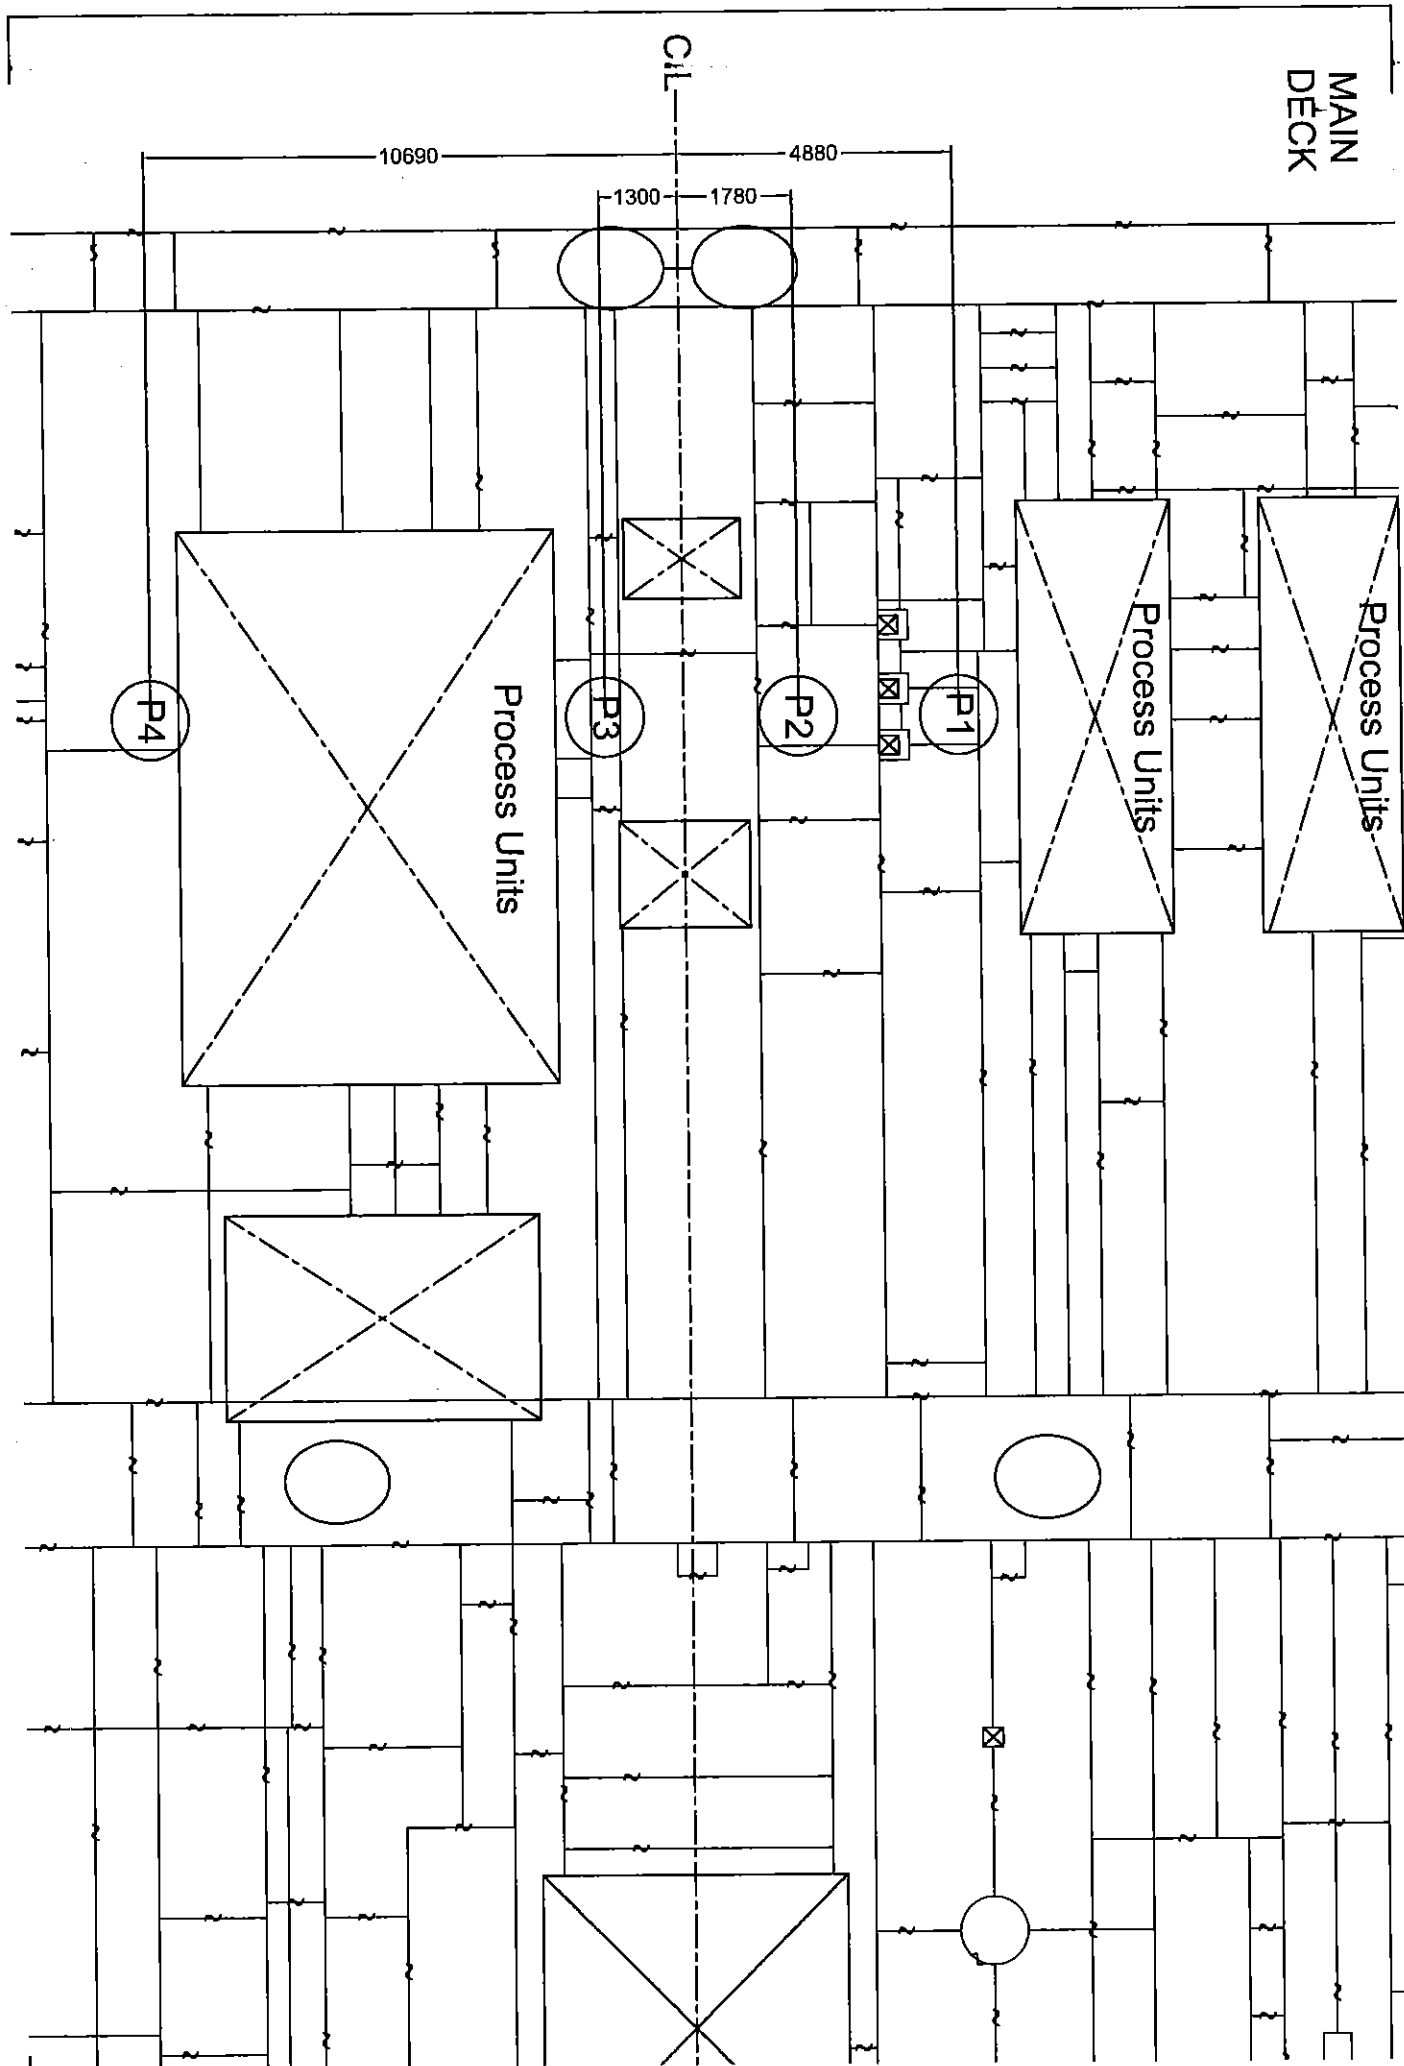 MAIN
DECK
C.L
10690
4880
1300
1780
Process Units
Process Units
Process Units
P4
P3
P2
P1